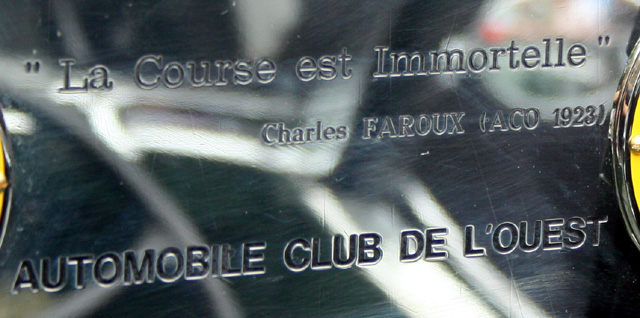 " La Course est Immortelle "
Charles FAROUX (ACO 1923)
AUTOMOBILE CLUB DE L'OUEST